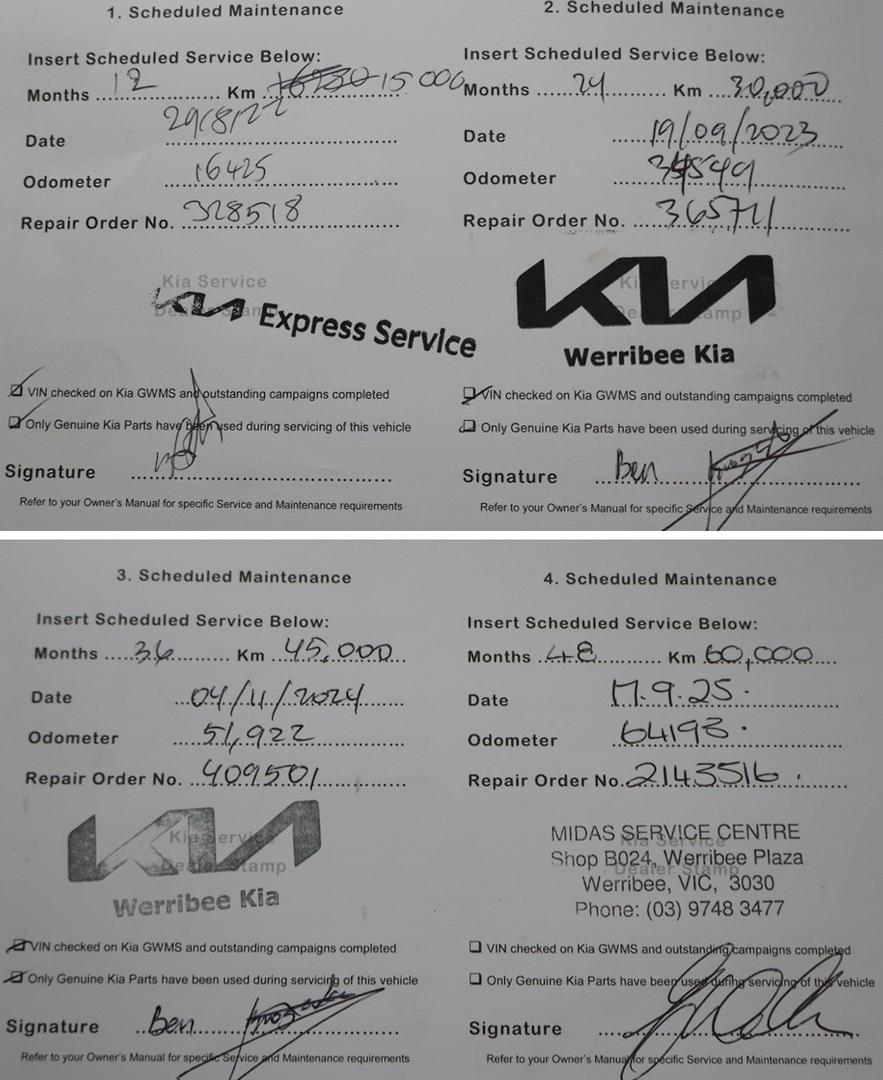 1. Scheduled Maintenance
Insert Scheduled Service Below:
Months 12 Km 15 000
Date 29/8/22
Odometer 16425
Repair Order No. 328518
Kia Service
KIA Express Service
VIN checked on Kia GWMS and outstanding campaigns completed
Only Genuine Kia Parts have been used during servicing of this vehicle
Signature
Refer to your Owner's Manual for specific Service and Maintenance requirements
2. Scheduled Maintenance
Insert Scheduled Service Below:
Months 24 Km 30,000
Date 19/09/2023
Odometer 34549
Repair Order No. 365711
KIA
Werribee Kia
VIN checked on Kia GWMS and outstanding campaigns completed
Only Genuine Kia Parts have been used during servicing of this vehicle
Signature Ben
Refer to your Owner's Manual for specific Service and Maintenance requirements
3. Scheduled Maintenance
Insert Scheduled Service Below:
Months 36 Km 45,000
Date 04/11/2024
Odometer 51,922
Repair Order No. 409501
KIA
Kia Service
Dealer Stamp
Werribee Kia
VIN checked on Kia GWMS and outstanding campaigns completed
Only Genuine Kia Parts have been used during servicing of this vehicle
Signature Ben
Refer to your Owner's Manual for specific Service and Maintenance requirements
4. Scheduled Maintenance
Insert Scheduled Service Below:
Months 48 Km 60,000
Date 17.9.25.
Odometer 64198.
Repair Order No. 2143516.
MIDAS SERVICE CENTRE
Kia Service
Shop B024, Werribee Plaza
Dealer Stamp
Werribee, VIC, 3030
Phone: (03) 9748 3477
VIN checked on Kia GWMS and outstanding campaigns completed
Only Genuine Kia Parts have been used during servicing of this vehicle
Signature
Refer to your Owner's Manual for specific Service and Maintenance requirements